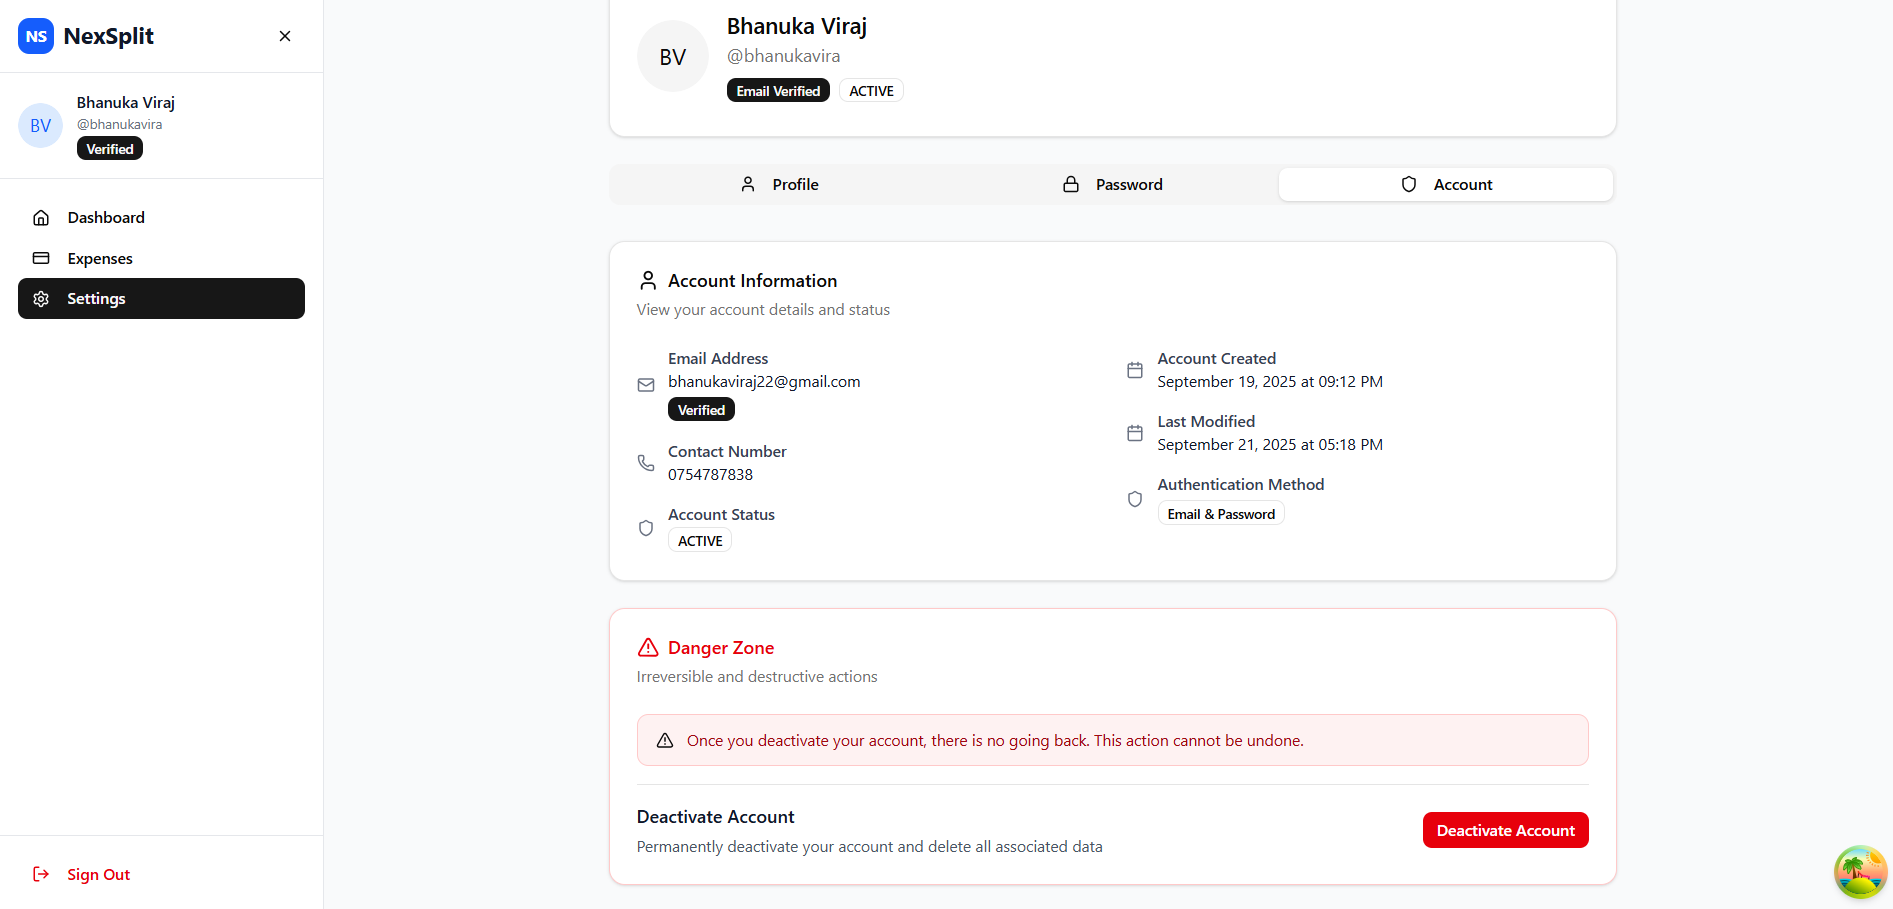 NS NexSplit
BV
Bhanuka Viraj
@bhanukavira
Verified
Dashboard
Expenses
Settings
Sign Out
BV
Bhanuka Viraj
@bhanukavira
Email Verified ACTIVE
Profile Password Account
Account Information
View your account details and status
Email Address
bhanukaviraj22@gmail.com
Verified
Contact Number
0754787838
Account Status
ACTIVE
Account Created
September 19, 2025 at 09:12 PM
Last Modified
September 21, 2025 at 05:18 PM
Authentication Method
Email & Password
Danger Zone
Irreversible and destructive actions
Once you deactivate your account, there is no going back. This action cannot be undone.
Deactivate Account
Permanently deactivate your account and delete all associated data
Deactivate Account